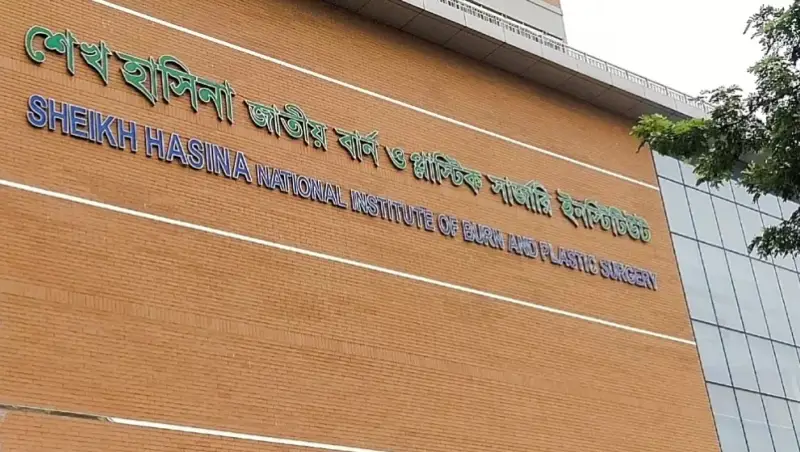 শেখ হাসিনা জাতীয় বার্ন ও প্লাস্টিক সার্জারি ইনস্টিটিউট
SHEIKH HASINA NATIONAL INSTITUTE OF BURN AND PLASTIC SURGERY